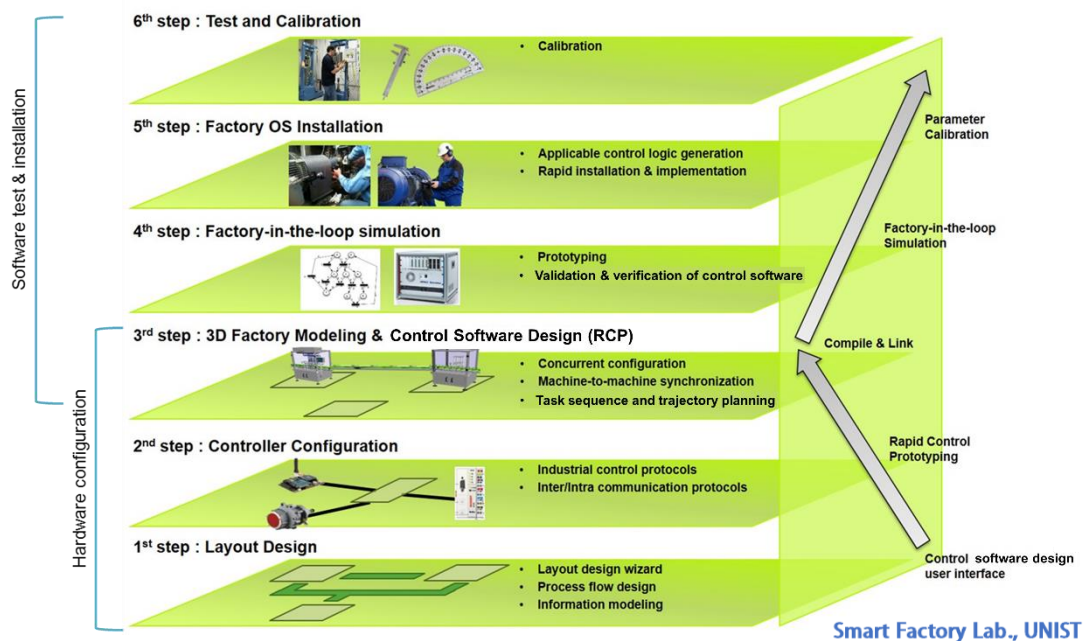 6th step : Test and Calibration
• Calibration
5th step : Factory OS Installation
• Applicable control logic generation
• Rapid installation & implementation
4th step : Factory-in-the-loop simulation
• Prototyping
• Validation & verification of control software
3rd step : 3D Factory Modeling & Control Software Design (RCP)
• Concurrent configuration
• Machine-to-machine synchronization
• Task sequence and trajectory planning
2nd step : Controller Configuration
• Industrial control protocols
• Inter/Intra communication protocols
1st step : Layout Design
• Layout design wizard
• Process flow design
• Information modeling
Software test & installation
Hardware configuration
Parameter
Calibration
Factory-in-the-loop
Simulation
Compile & Link
Rapid Control
Prototyping
Control software design
user interface
Smart Factory Lab., UNIST